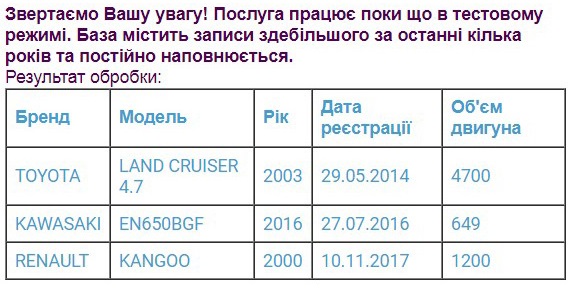 Звертаємо Вашу увагу! Послуга працює поки що в тестовому
режимі. База містить записи здебільшого за останні кілька
років та постійно наповнюється.
Результат обробки:
Бренд Модель Рік Дата реєстрації Об'єм двигуна
TOYOTA LAND CRUISER 4.7 2003 29.05.2014 4700
KAWASAKI EN650BGF 2016 27.07.2016 649
RENAULT KANGOO 2000 10.11.2017 1200